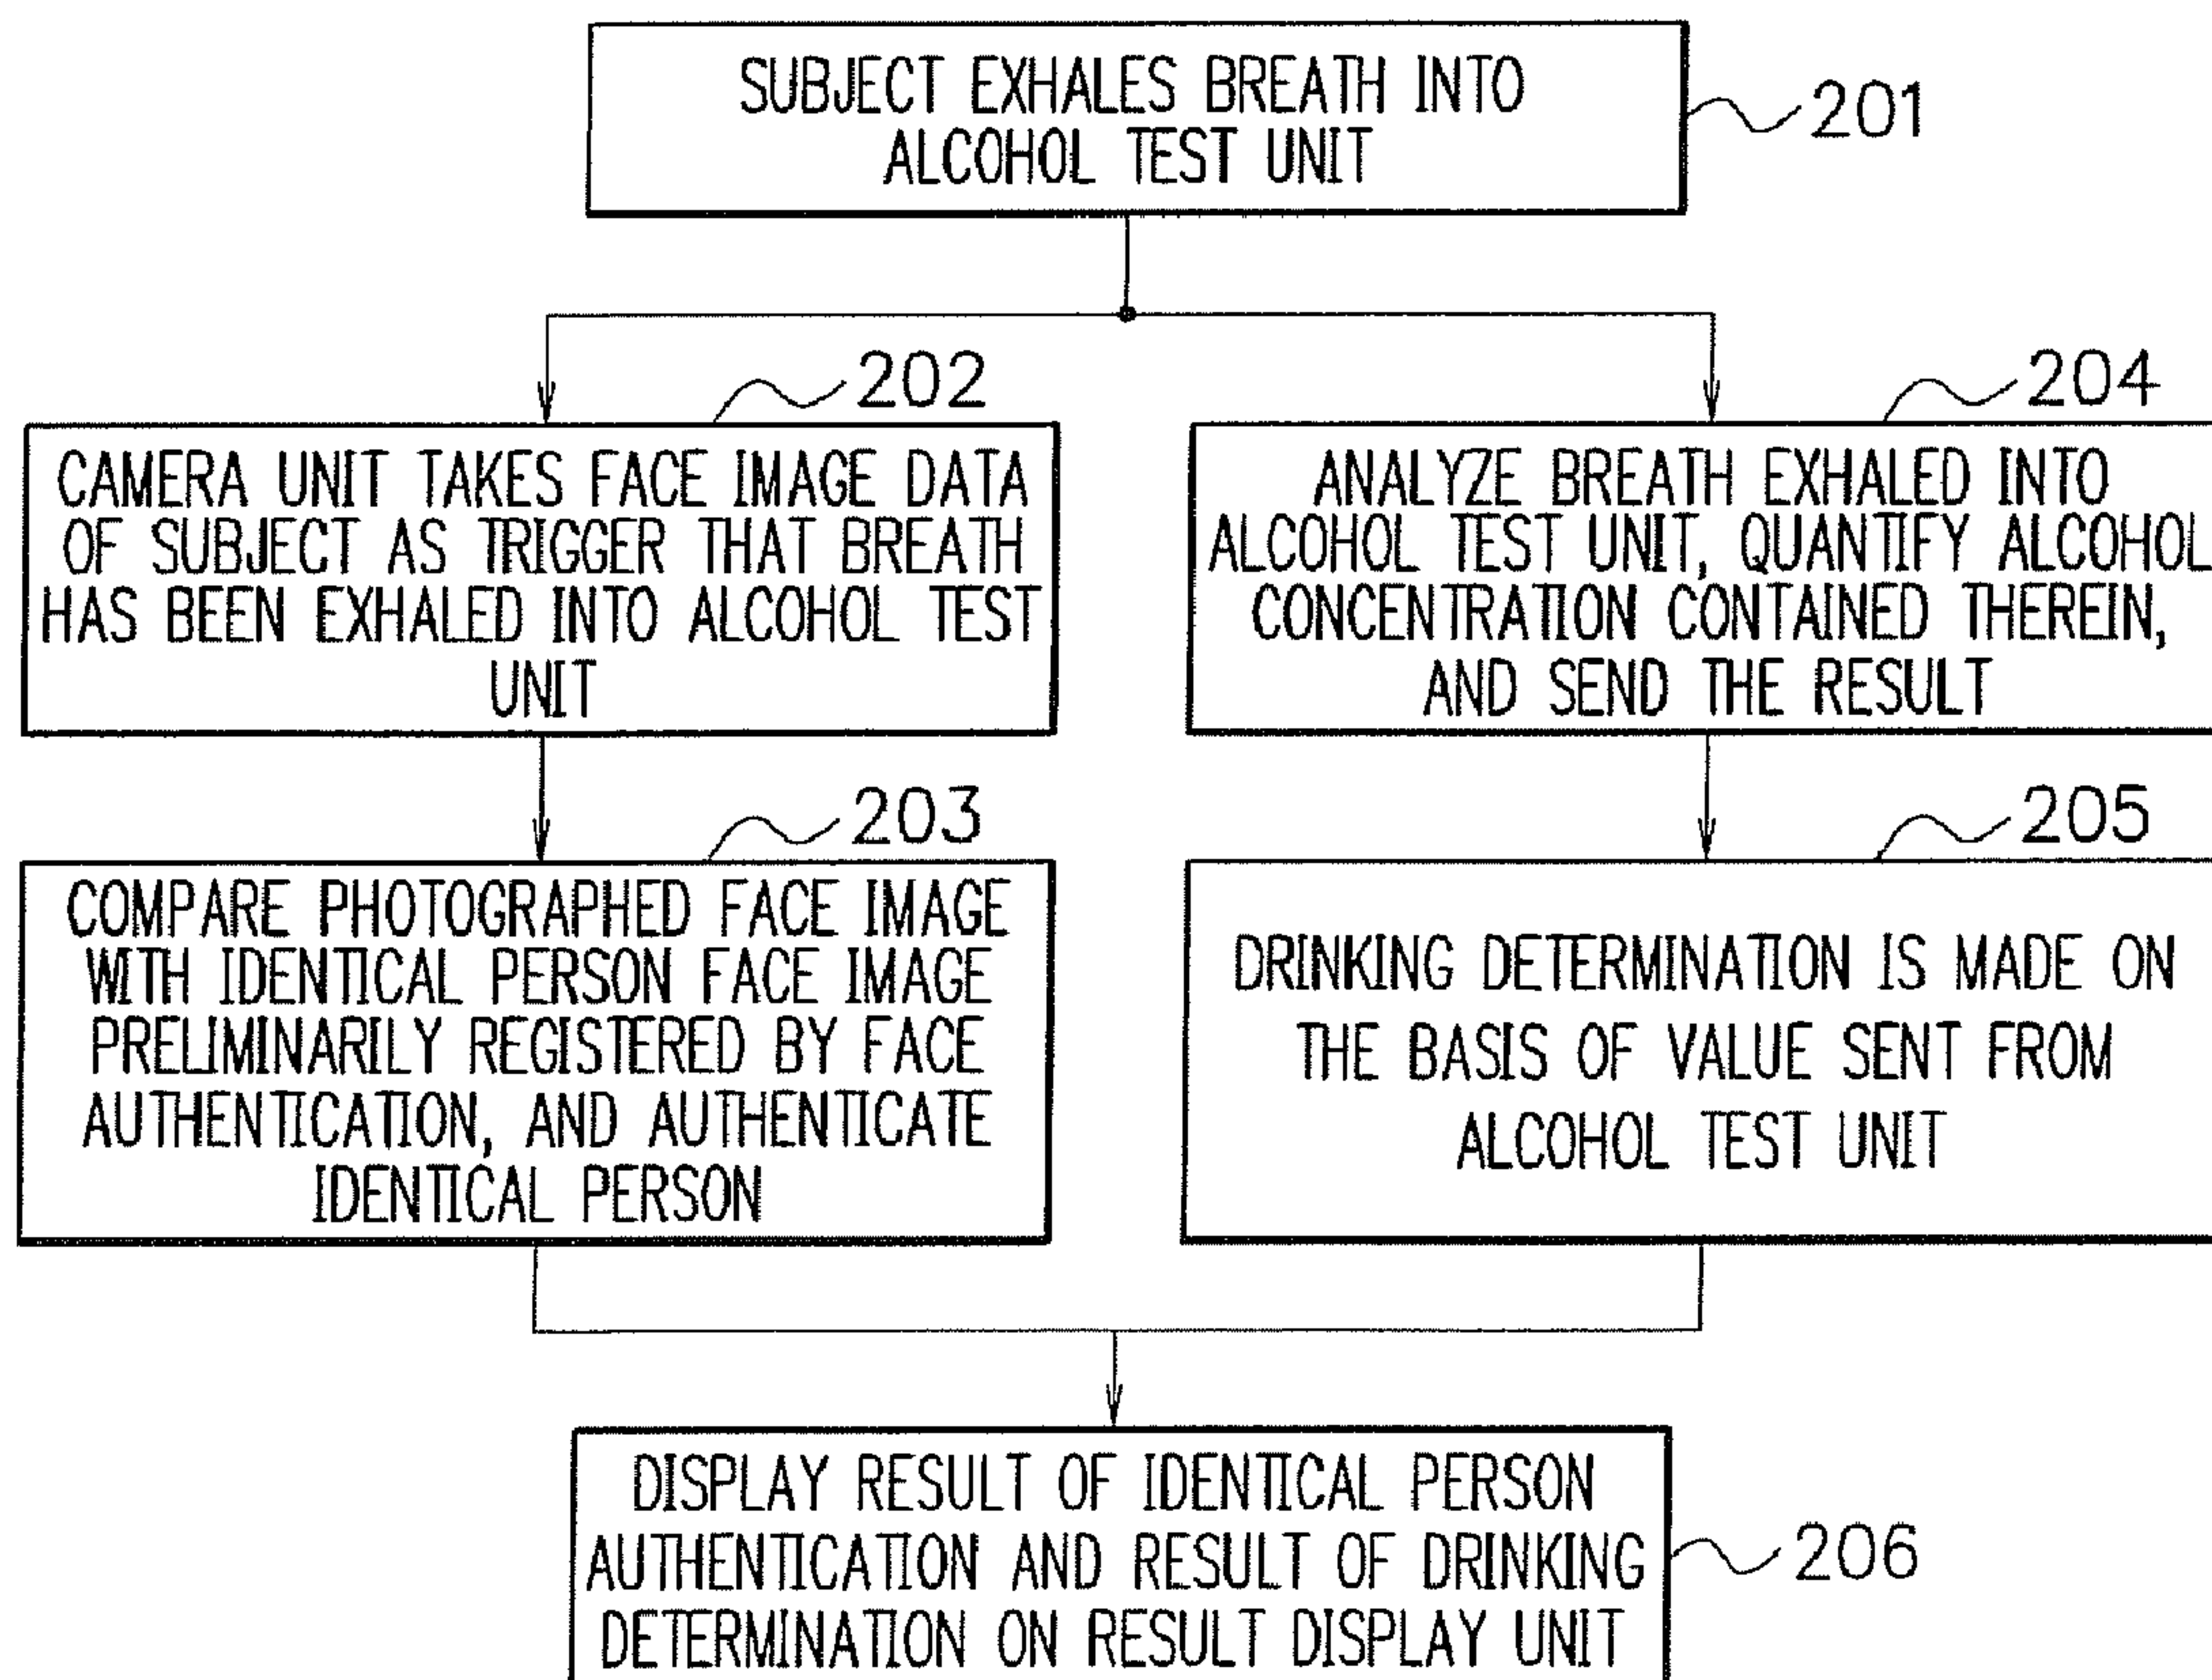 SUBJECT EXHALES BREATH INTO
ALCOHOL TEST UNIT
201
202
CAMERA UNIT TAKES FACE IMAGE DATA
OF SUBJECT AS TRIGGER THAT BREATH
HAS BEEN EXHALED INTO ALCOHOL TEST
UNIT
204
ANALYZE BREATH EXHALED INTO
ALCOHOL TEST UNIT, QUANTIFY ALCOHOL
CONCENTRATION CONTAINED THEREIN,
AND SEND THE RESULT
203
COMPARE PHOTOGRAPHED FACE IMAGE
WITH IDENTICAL PERSON FACE IMAGE
PRELIMINARILY REGISTERED BY FACE
AUTHENTICATION, AND AUTHENTICATE
IDENTICAL PERSON
205
DRINKING DETERMINATION IS MADE ON
THE BASIS OF VALUE SENT FROM
ALCOHOL TEST UNIT
DISPLAY RESULT OF IDENTICAL PERSON
AUTHENTICATION AND RESULT OF DRINKING
DETERMINATION ON RESULT DISPLAY UNIT
206